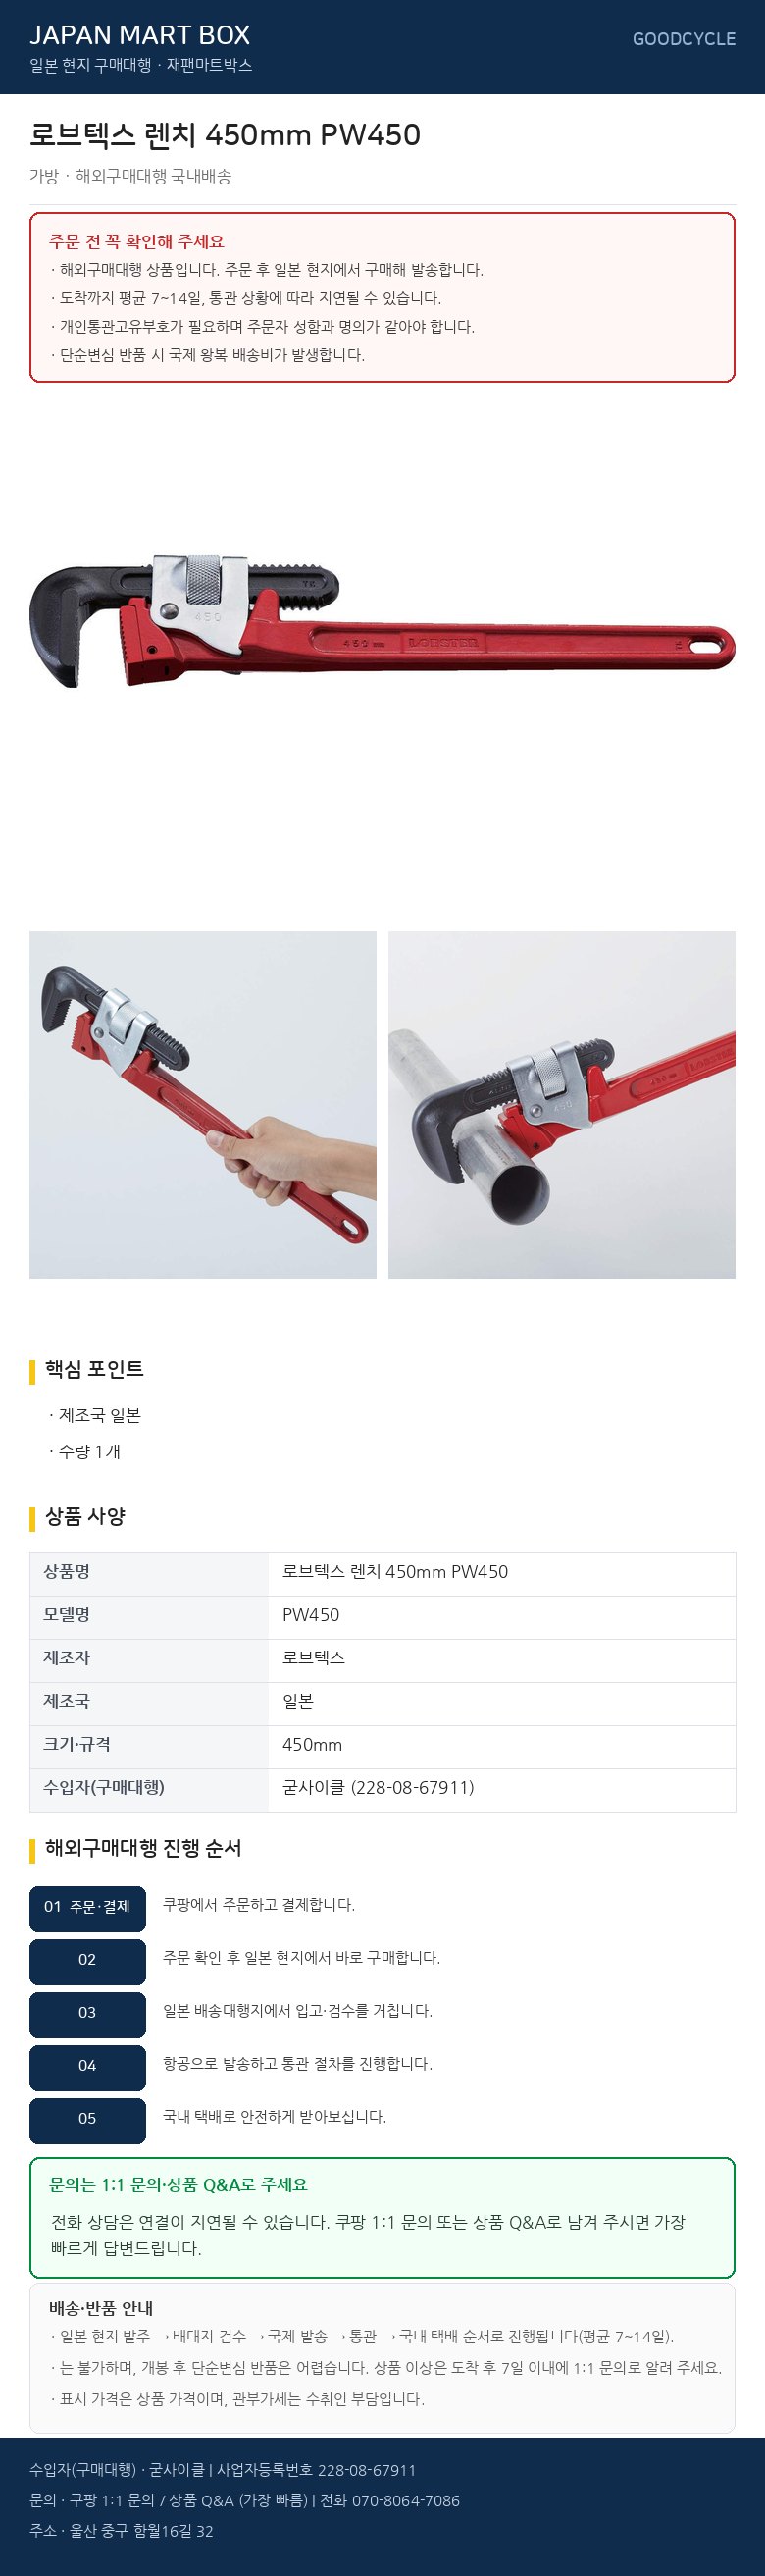 JAPAN MART BOX
GOODCYCLE
일본 현지 구매대행 · 재팬마트박스
로브텍스 렌치 450mm PW450
가방 · 해외구매대행 국내배송
주문 전 꼭 확인해 주세요
· 해외구매대행 상품입니다. 주문 후 일본 현지에서 구매해 발송합니다.
· 도착까지 평균 7~14일, 통관 상황에 따라 지연될 수 있습니다.
· 개인통관고유부호가 필요하며 주문자 성함과 명의가 같아야 합니다.
· 단순변심 반품 시 국제 왕복 배송비가 발생합니다.
450
450 mm LOBSTER
핵심 포인트
· 제조국 일본
· 수량 1개
상품 사양
상품명 로브텍스 렌치 450mm PW450
모델명 PW450
제조자 로브텍스
제조국 일본
크기·규격 450mm
수입자(구매대행) 굳사이클 (228-08-67911)
해외구매대행 진행 순서
01 주문·결제 쿠팡에서 주문하고 결제합니다.
02 주문 확인 후 일본 현지에서 바로 구매합니다.
03 일본 배송대행지에서 입고·검수를 거칩니다.
04 항공으로 발송하고 통관 절차를 진행합니다.
05 국내 택배로 안전하게 받아보십니다.
문의는 1:1 문의·상품 Q&A로 주세요
전화 상담은 연결이 지연될 수 있습니다. 쿠팡 1:1 문의 또는 상품 Q&A로 남겨 주시면 가장
빠르게 답변드립니다.
배송·반품 안내
· 일본 현지 발주 → 배대지 검수 → 국제 발송 → 통관 → 국내 택배 순서로 진행됩니다(평균 7~14일).
· 는 불가하며, 개봉 후 단순변심 반품은 어렵습니다. 상품 이상은 도착 후 7일 이내에 1:1 문의로 알려 주세요.
· 표시 가격은 상품 가격이며, 관부가세는 수취인 부담입니다.
수입자(구매대행) · 굳사이클 | 사업자등록번호 228-08-67911
문의 · 쿠팡 1:1 문의 / 상품 Q&A (가장 빠름) | 전화 070-8064-7086
주소 · 울산 중구 함월16길 32